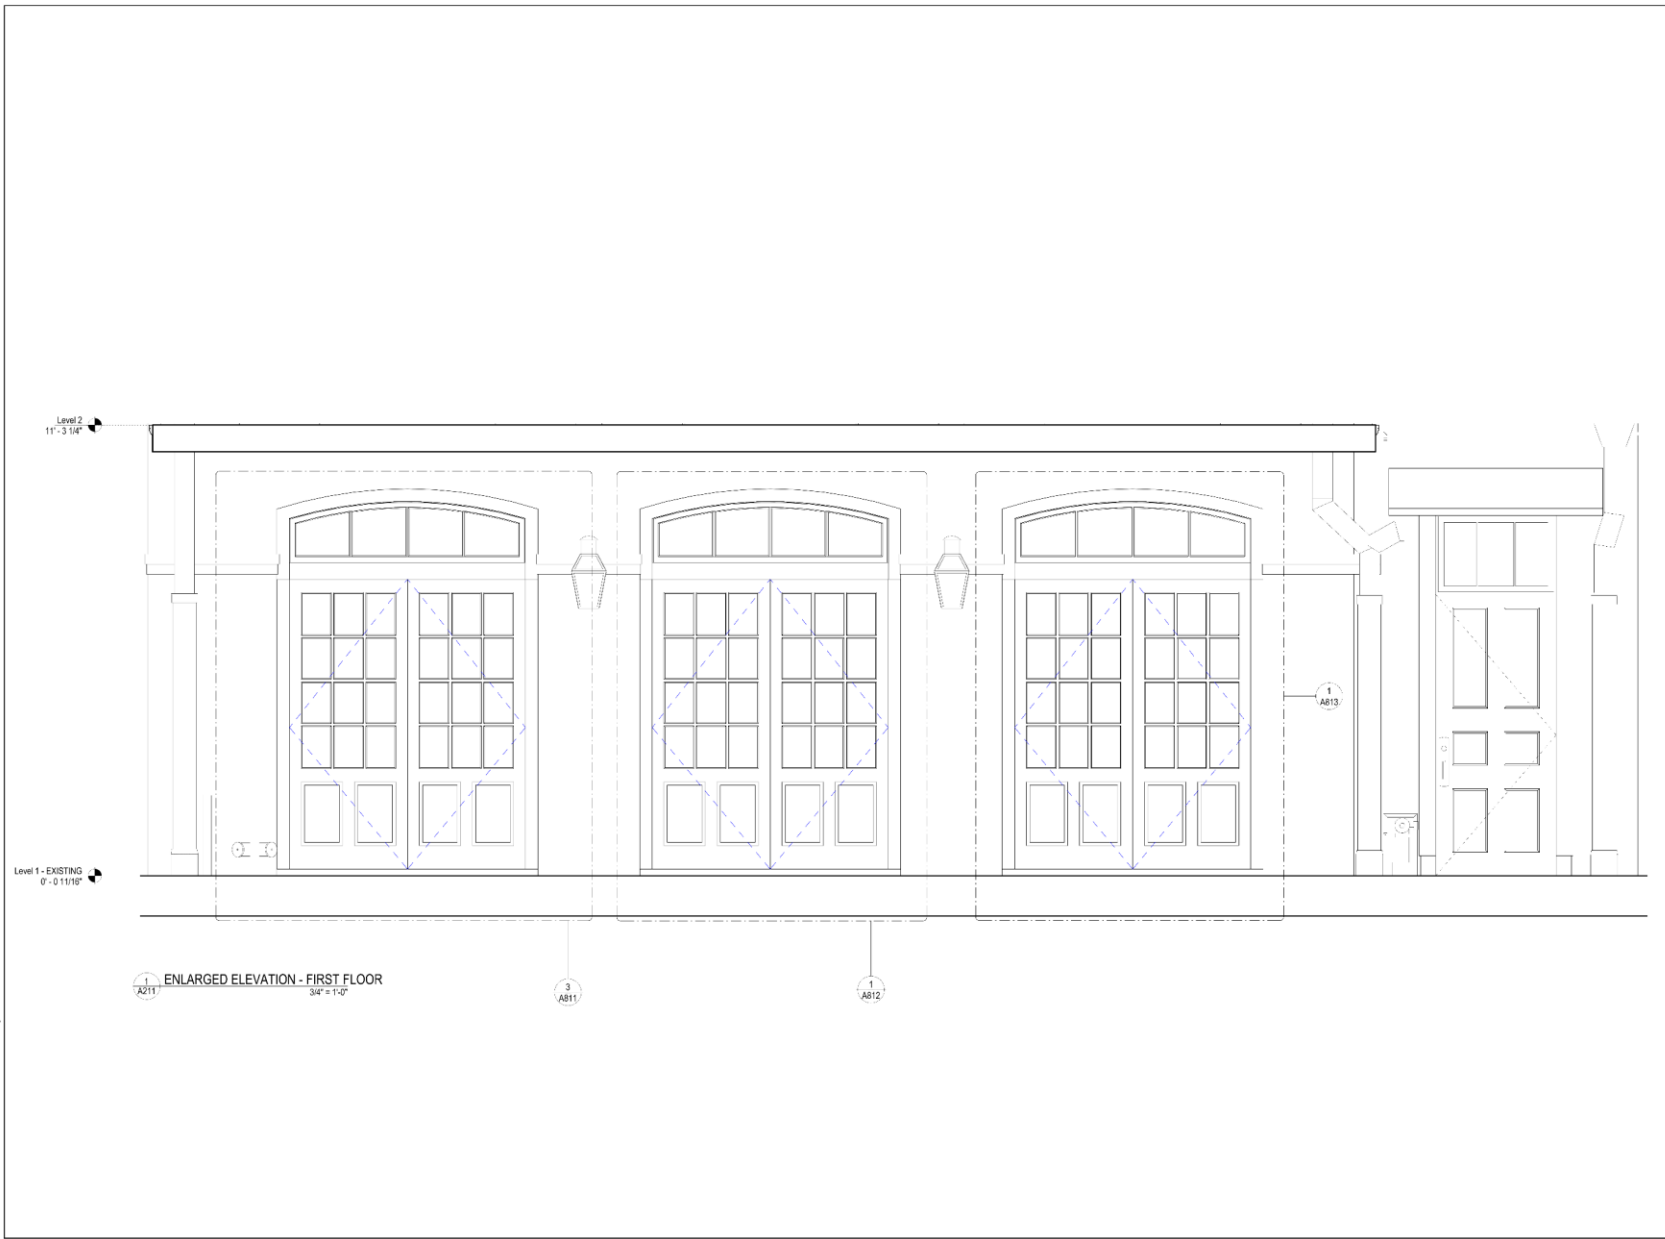 Level 2
11' - 3 1/4"
1
A813
Level 1 - EXISTING
0' - 0 11/16"
1
A211
ENLARGED ELEVATION - FIRST FLOOR
3/4" = 1'-0"
3
A811
1
A812